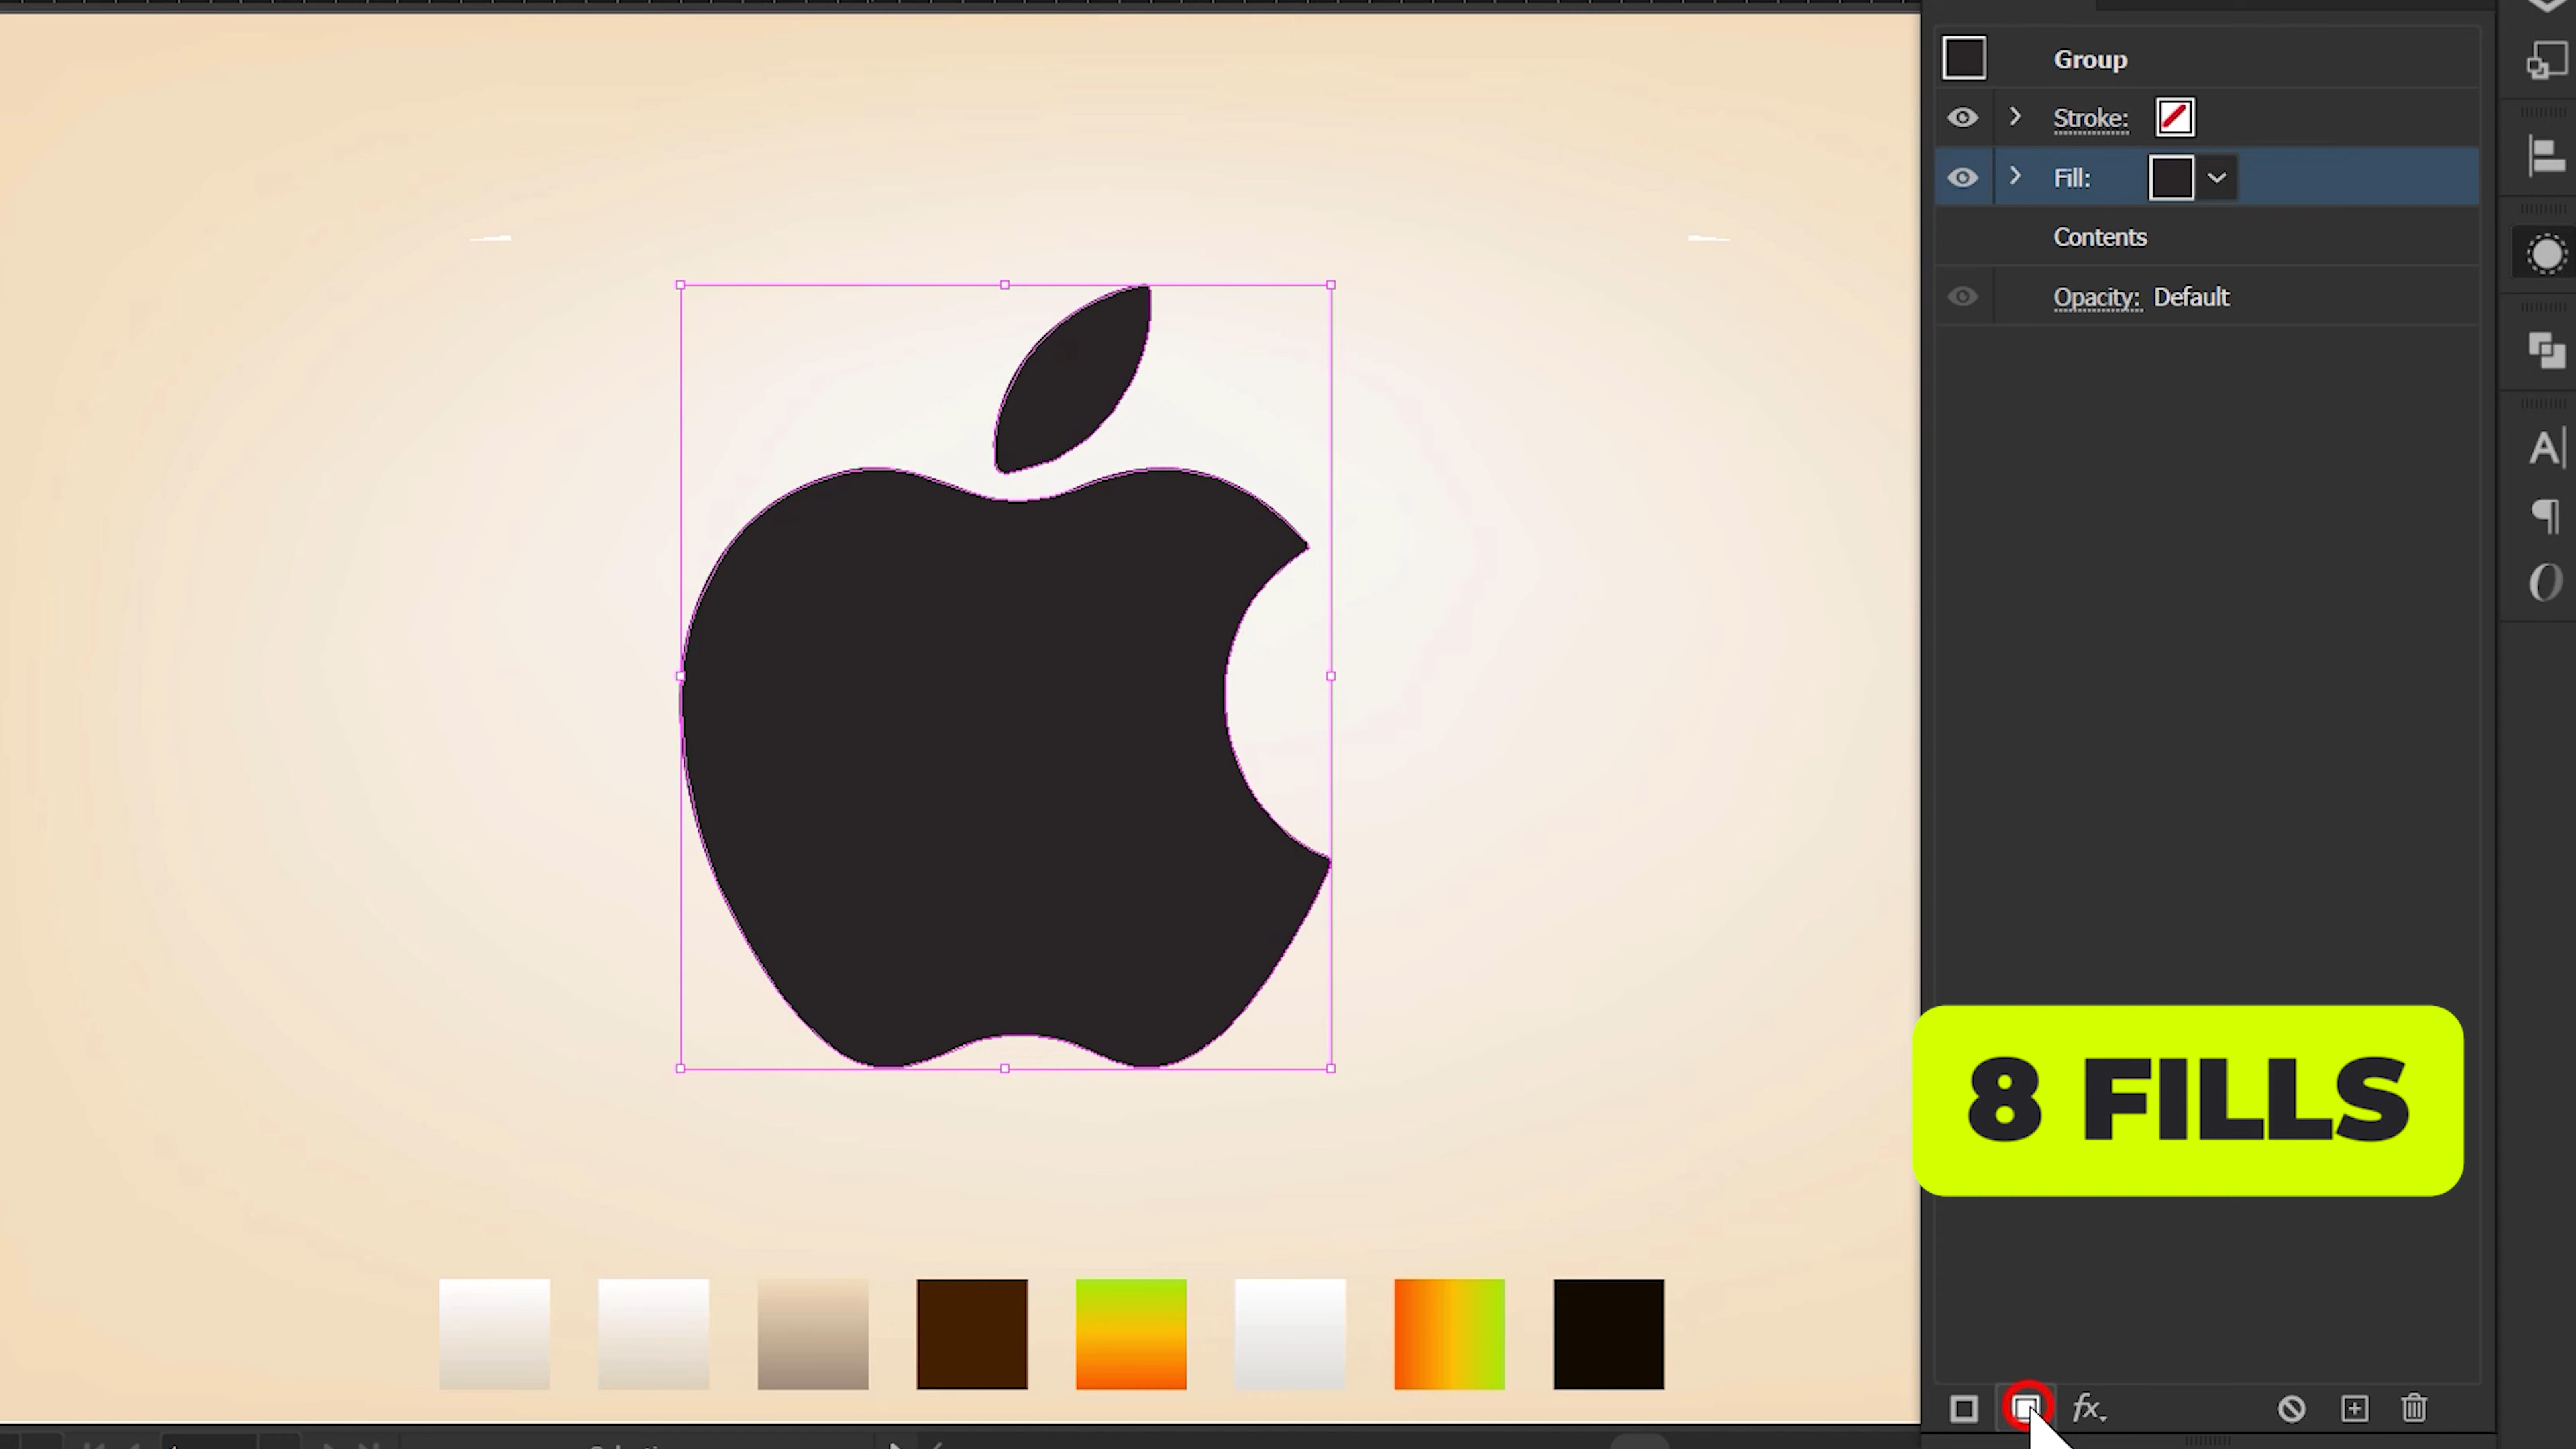 Group
Stroke:
Fill:
Contents
Opacity: Default
8 FILLS
fx